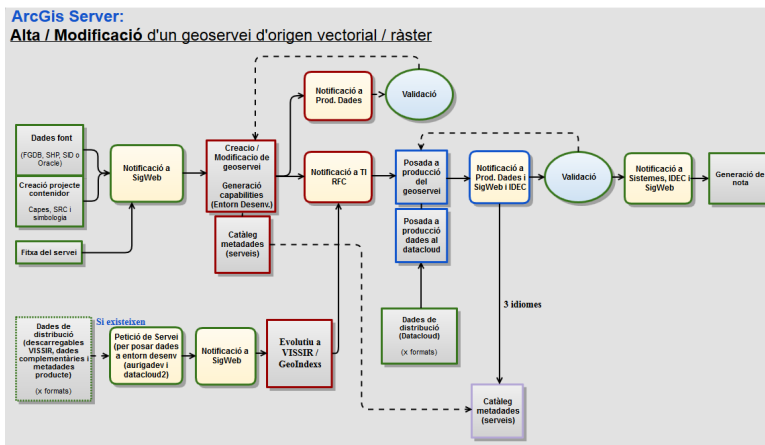 ArcGis Server:
Alta / Modificació d'un geoservei d'origen vectorial / ràster
Notificació a
Prod. Dades
Validació
Dades font
(FGDB, SHP, SID o
Oracle)
Creación projecte
contenidor
Capes, SRC i
simbologia
Fitxa del servei
Notificació a
SigWeb
Creacio /
Modificacio de
geoservei
Generació
capabilities
(Entorn Desenv.)
Catàleg
metadades
(serveis)
Notificació a TI
RFC
Posada a
producció
del
geoservei
Posada a
producció
dades al
datacloud
Notificació a
Prod. Dades i
SigWeb i IDEC
Validació
Notificació a
Sistemes, IDEC i
SigWeb
Generació de
nota
3 idiomes
Dades de
distribució
(Datacloud)
(x formats)
Si existeixen
Dades de
distribució
(descarregables
VISSIR, dades
complementàries i
metadades
producte)
(x formats)
Petició de Servei
(per posar dades
a entorn desenv
(aurigadev i
datacloud2)
Notificació a
SigWeb
Evolutiu a
VISSIR /
GeoIndexs
Catàleg
metadades
(serveis)